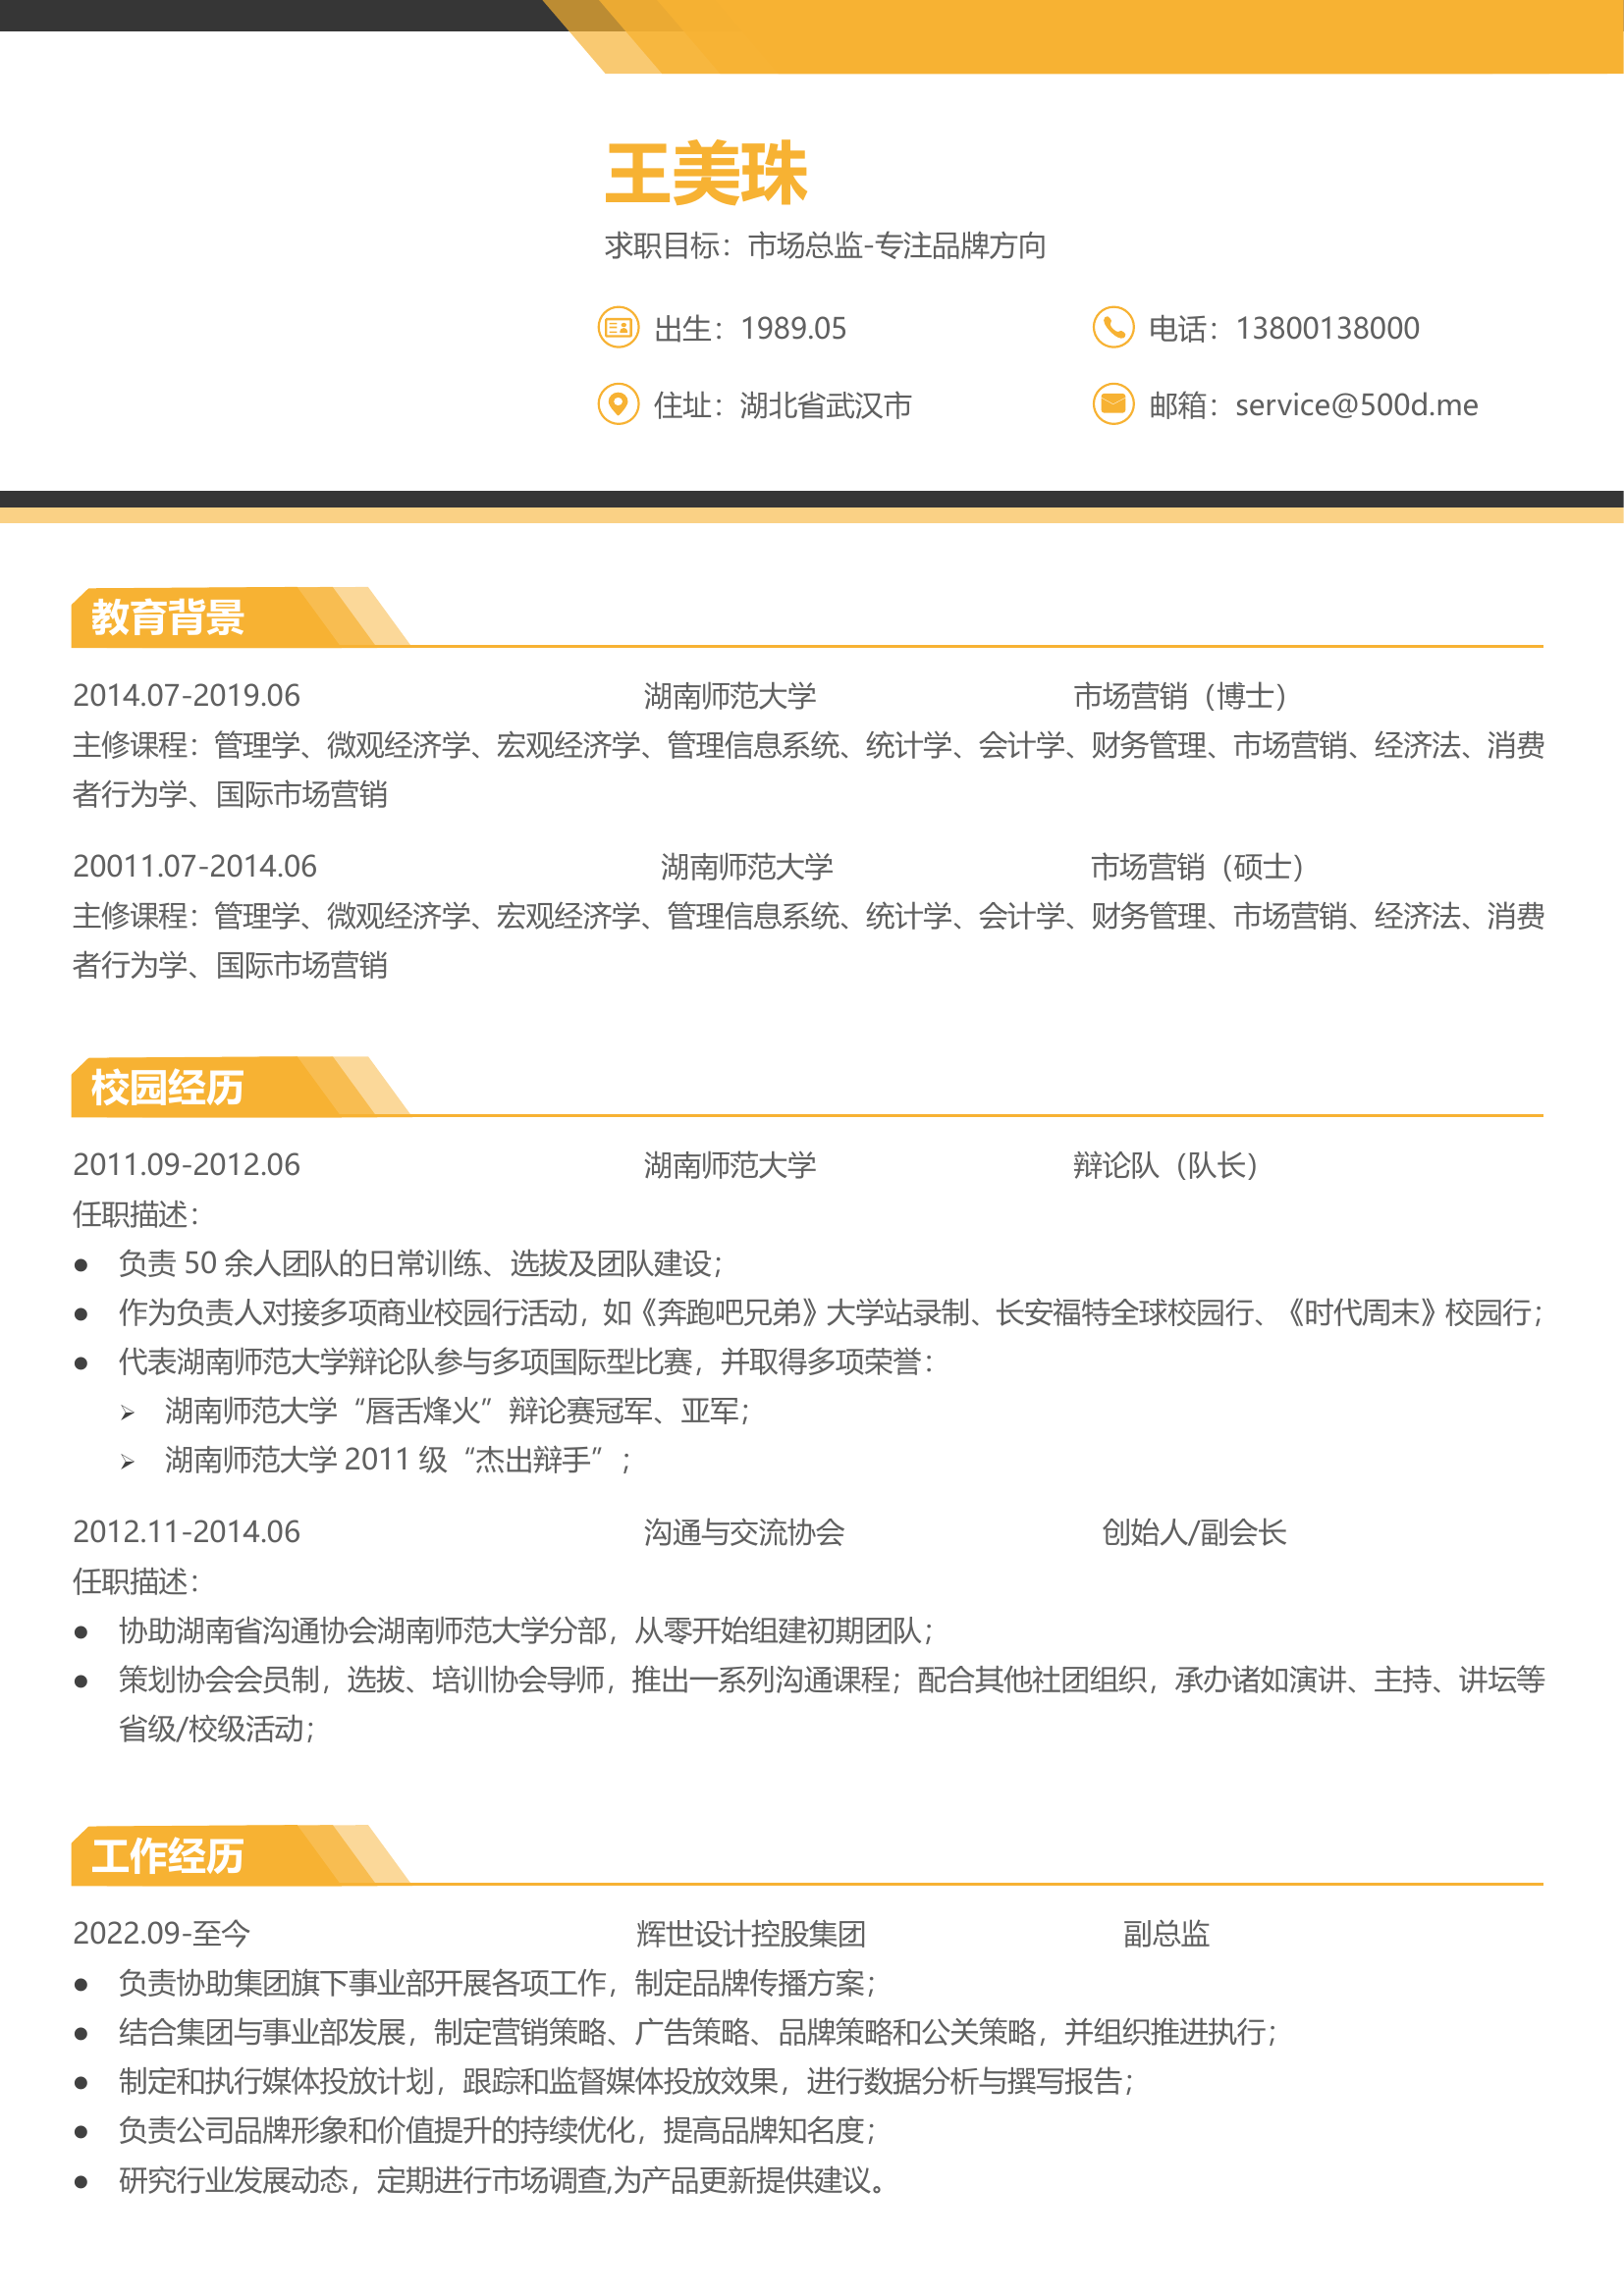 王美珠
求职目标：市场总监-专注品牌方向
出生：1989.05 电话：13800138000
住址：湖北省武汉市 邮箱：service@500d.me
教育背景
2014.07-2019.06 湖南师范大学 市场营销（博士）
主修课程：管理学、微观经济学、宏观经济学、管理信息系统、统计学、会计学、财务管理、市场营销、经济法、消费
者行为学、国际市场营销
20011.07-2014.06 湖南师范大学 市场营销（硕士）
主修课程：管理学、微观经济学、宏观经济学、管理信息系统、统计学、会计学、财务管理、市场营销、经济法、消费
者行为学、国际市场营销
校园经历
2011.09-2012.06 湖南师范大学 辩论队（队长）
任职描述：
● 负责 50 余人团队的日常训练、选拔及团队建设；
● 作为负责人对接多项商业校园行活动，如《奔跑吧兄弟》大学站录制、长安福特全球校园行、《时代周末》校园行；
● 代表湖南师范大学辩论队参与多项国际型比赛，并取得多项荣誉：
➢ 湖南师范大学“唇舌烽火”辩论赛冠军、亚军；
➢ 湖南师范大学 2011 级“杰出辩手”；
2012.11-2014.06 沟通与交流协会 创始人/副会长
任职描述：
● 协助湖南省沟通协会湖南师范大学分部，从零开始组建初期团队；
● 策划协会会员制，选拔、培训协会导师，推出一系列沟通课程；配合其他社团组织，承办诸如演讲、主持、讲坛等
省级/校级活动；
工作经历
2022.09-至今 辉世设计控股集团 副总监
● 负责协助集团旗下事业部开展各项工作，制定品牌传播方案；
● 结合集团与事业部发展，制定营销策略、广告策略、品牌策略和公关策略，并组织推进执行；
● 制定和执行媒体投放计划，跟踪和监督媒体投放效果，进行数据分析与撰写报告；
● 负责公司品牌形象和价值提升的持续优化，提高品牌知名度；
● 研究行业发展动态，定期进行市场调查,为产品更新提供建议。